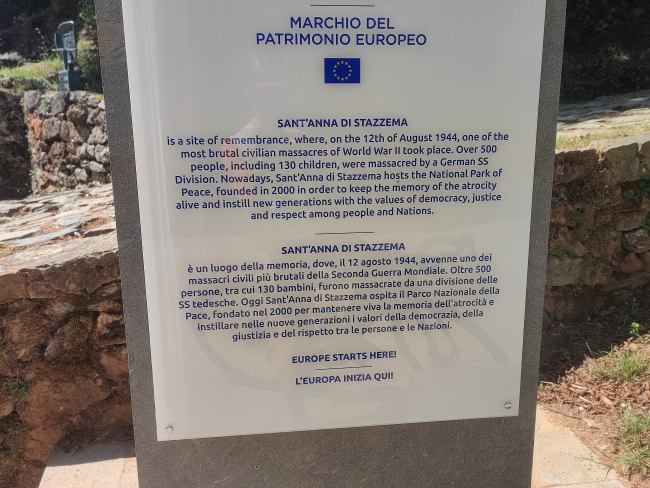 MARCHIO DEL
PATRIMONIO EUROPEO
SANT'ANNA DI STAZZEMA
is a site of remembrance, where, on the 12th of August 1944, one of the
most brutal civilian massacres of World War II took place. Over 500
people, including 130 children, were massacred by a German SS
Division. Nowadays, Sant'Anna di Stazzema hosts the National Park of
Peace, founded in 2000 in order to keep the memory of the atrocity
alive and instill new generations with the values of democracy, justice
and respect among people and Nations.
SANT'ANNA DI STAZZEMA
è un luogo della memoria, dove, il 12 agosto 1944, avvenne uno dei
massacri civili più brutali della Seconda Guerra Mondiale. Oltre 500
persone, tra cui 130 bambini, furono massacrate da una divisione delle
SS tedesche. Oggi Sant'Anna di Stazzema ospita il Parco Nazionale della
Pace, fondato nel 2000 per mantenere viva la memoria dell'atrocità e
instillare nelle nuove generazioni i valori della democrazia, della
giustizia e del rispetto tra le persone e le Nazioni.
EUROPE STARTS HERE!
L'EUROPA INIZIA QUI!